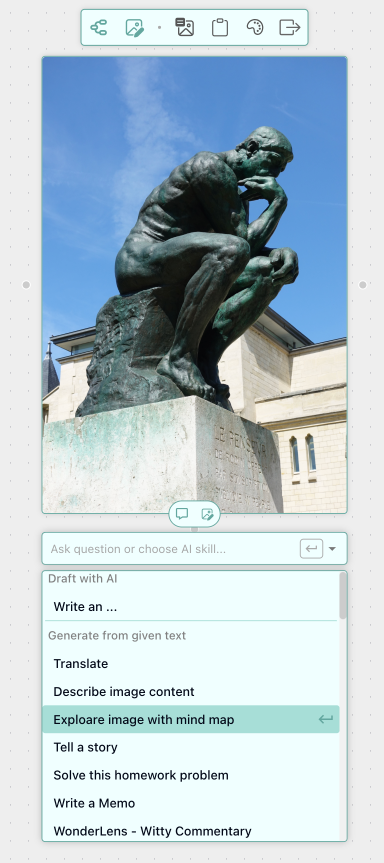 LE PENSEUR
Ask question or choose AI skill...
Draft with AI
Write an ...
Generate from given text
Translate
Describe image content
Exploare image with mind map
Tell a story
Solve this homework problem
Write a Memo
WonderLens - Witty Commentary